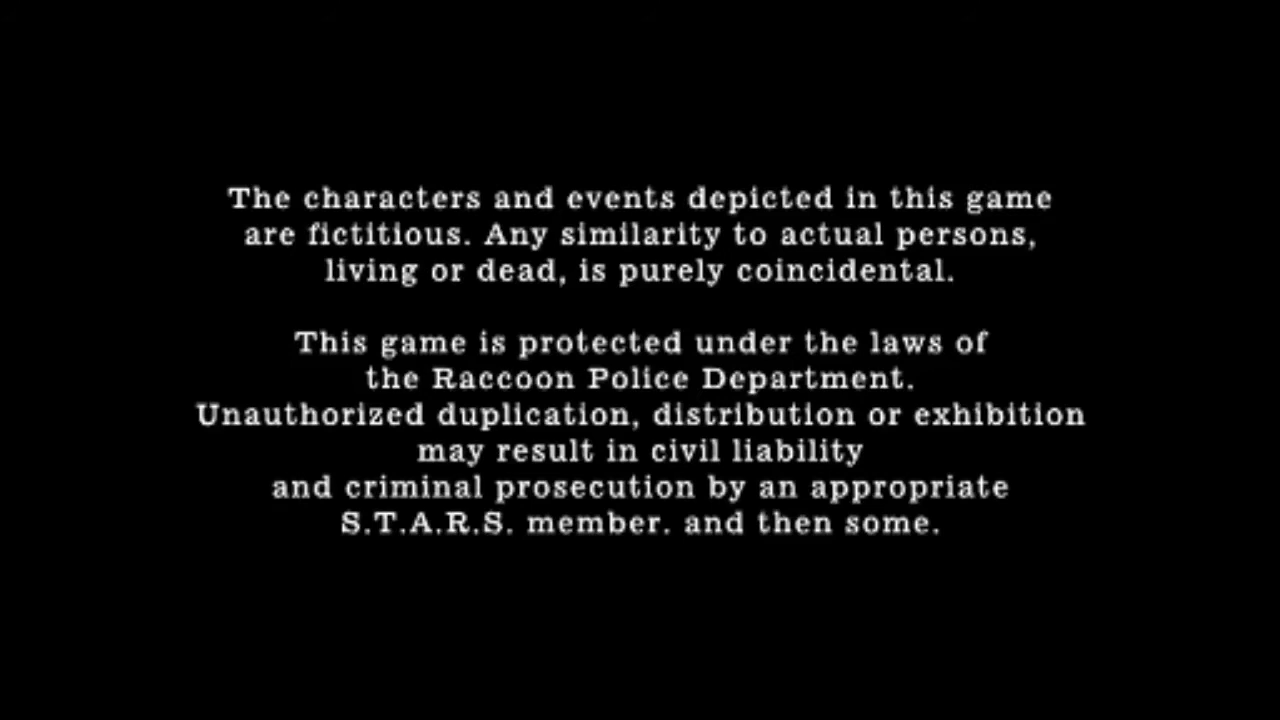 The characters and events depicted in this game
are fictitious. Any similarity to actual persons,
living or dead, is purely coincidental.
This game is protected under the laws of
the Raccoon Police Department.
Unauthorized duplication, distribution or exhibition
may result in civil liability
and criminal prosecution by an appropriate
S.T.A.R.S. member. and then some.